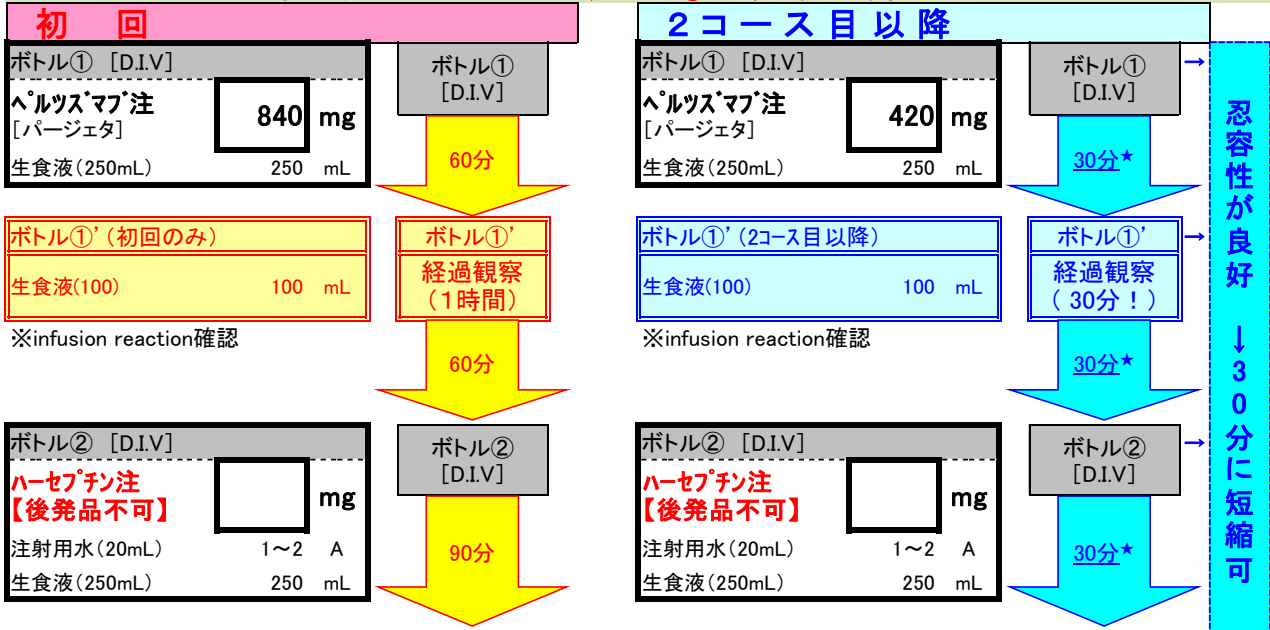 初　回
ボトル① [D.I.V]
ﾍﾟﾙﾂｽﾞﾏﾌﾞ注
[パージェタ]
840 mg
生食液(250mL) 250 mL
ボトル①
[D.I.V]
60分
ボトル①’(初回のみ)
生食液(100) 100 mL
※infusion reaction確認
ボトル①’
経過観察
(1時間)
60分
ボトル② [D.I.V]
ﾊｰｾﾌﾟﾁﾝ注
【後発品不可】
mg
注射用水(20mL) 1～2 A
生食液(250mL) 250 mL
ボトル②
[D.I.V]
90分
2コース目以降
ボトル① [D.I.V]
ﾍﾟﾙﾂｽﾞﾏﾌﾞ注
[パージェタ]
420 mg
生食液(250mL) 250 mL
ボトル①
[D.I.V]
→
30分★
ボトル①’(2ｺｰｽ目以降)
生食液(100) 100 mL
※infusion reaction確認
ボトル①’
→
経過観察
( 30分！)
30分★
ボトル② [D.I.V]
ﾊｰｾﾌﾟﾁﾝ注
【後発品不可】
mg
注射用水(20mL) 1～2 A
生食液(250mL) 250 mL
ボトル②
[D.I.V]
→
30分★
忍容性が良好　→30分に短縮可